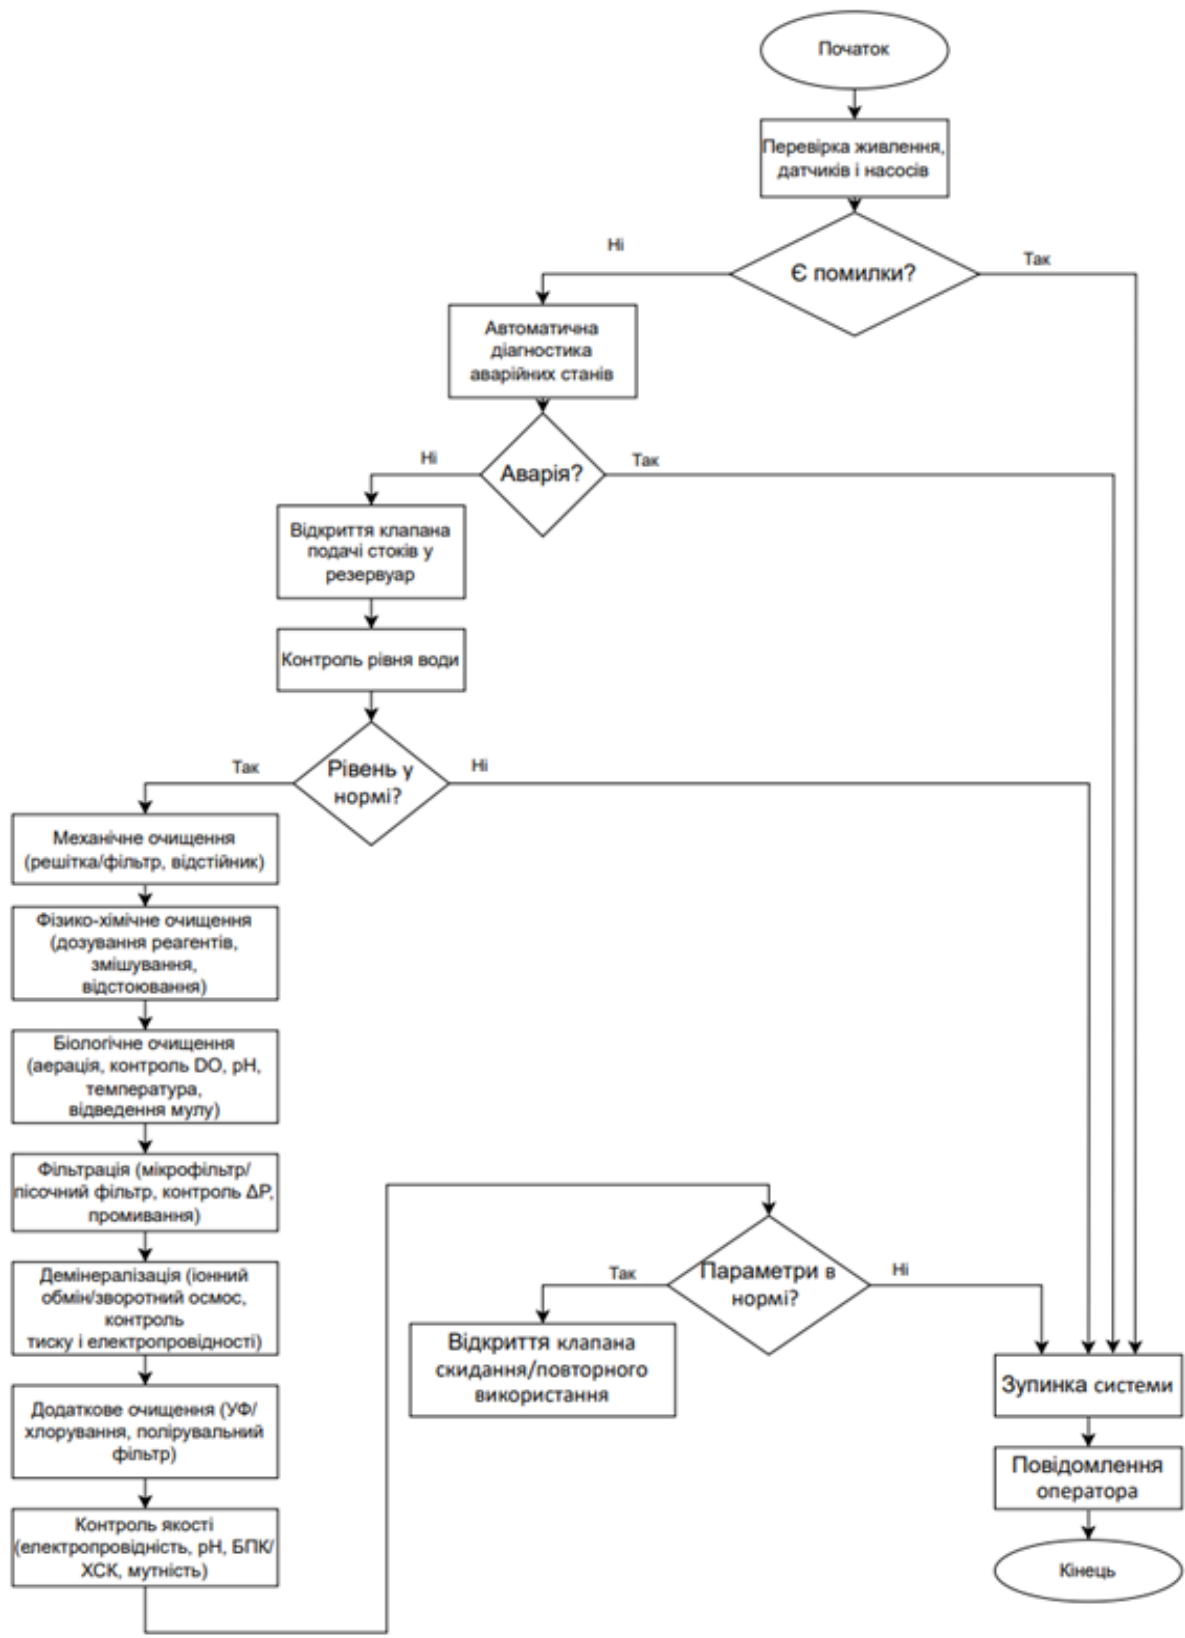 Початок
Перевірка живлення,
датчиків і насосів
Є помилки?
Ні
Так
Автоматична
діагностика
аварійних станів
Аварія?
Ні
Так
Відкриття клапана
подачі стоків у
резервуар
Контроль рівня води
Рівень у
нормі?
Так
Ні
Механічне очищення
(решітка/фільтр, відстійник)
Фізико-хімічне очищення
(дозування реагентів,
змішування,
відстоювання)
Біологічне очищення
(аерація, контроль DO, pH,
температура,
відведення мулу)
Фільтрація (мікрофільтр/
пісочний фільтр, контроль ΔP,
промивання)
Демінералізація (іонний
обмін/зворотний осмос,
контроль
тиску і електропровідності)
Додаткове очищення (УФ/
хлорування, полірувальний
фільтр)
Контроль якості
(електропровідність, pH, БПК/
ХСК, мутність)
Параметри в
нормі?
Так
Ні
Відкриття клапана
скидання/повторного
використання
Зупинка системи
Повідомлення
оператора
Кінець